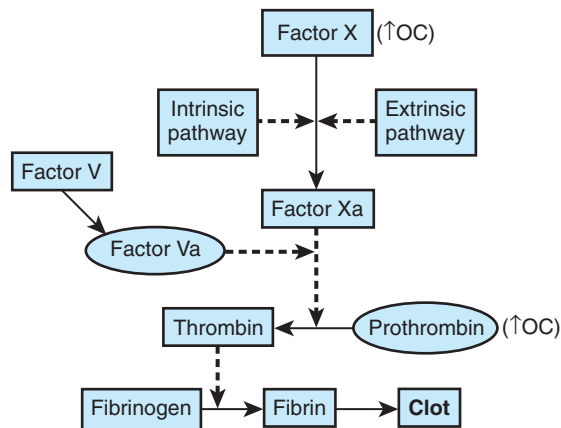 Factor X (↑OC)
Intrinsic
pathway
Extrinsic
pathway
Factor V
Factor Xa
Factor Va
Thrombin
Prothrombin (↑OC)
Fibrinogen
Fibrin
Clot